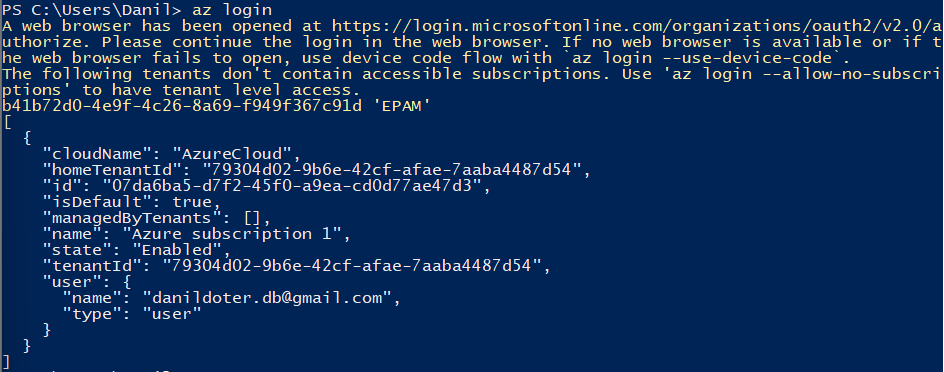 PS C:\Users\Danil> az login
A web browser has been opened at https://login.microsoftonline.com/organizations/oauth2/v2.0/a
uthorize. Please continue the login in the web browser. If no web browser is available or if t
he web browser fails to open, use device code flow with `az login --use-device-code`.
The following tenants don't contain accessible subscriptions. Use 'az login --allow-no-subscri
ptions' to have tenant level access.
b41b72d0-4e9f-4c26-8a69-f949f367c91d 'EPAM'
[
  {
    "cloudName": "AzureCloud",
    "homeTenantId": "79304d02-9b6e-42cf-afae-7aaba4487d54",
    "id": "07da6ba5-d7f2-45f0-a9ea-cd0d77ae47d3",
    "isDefault": true,
    "managedByTenants": [],
    "name": "Azure subscription 1",
    "state": "Enabled",
    "tenantId": "79304d02-9b6e-42cf-afae-7aaba4487d54",
    "user": {
      "name": "danildoter.db@gmail.com",
      "type": "user"
    }
  }
]